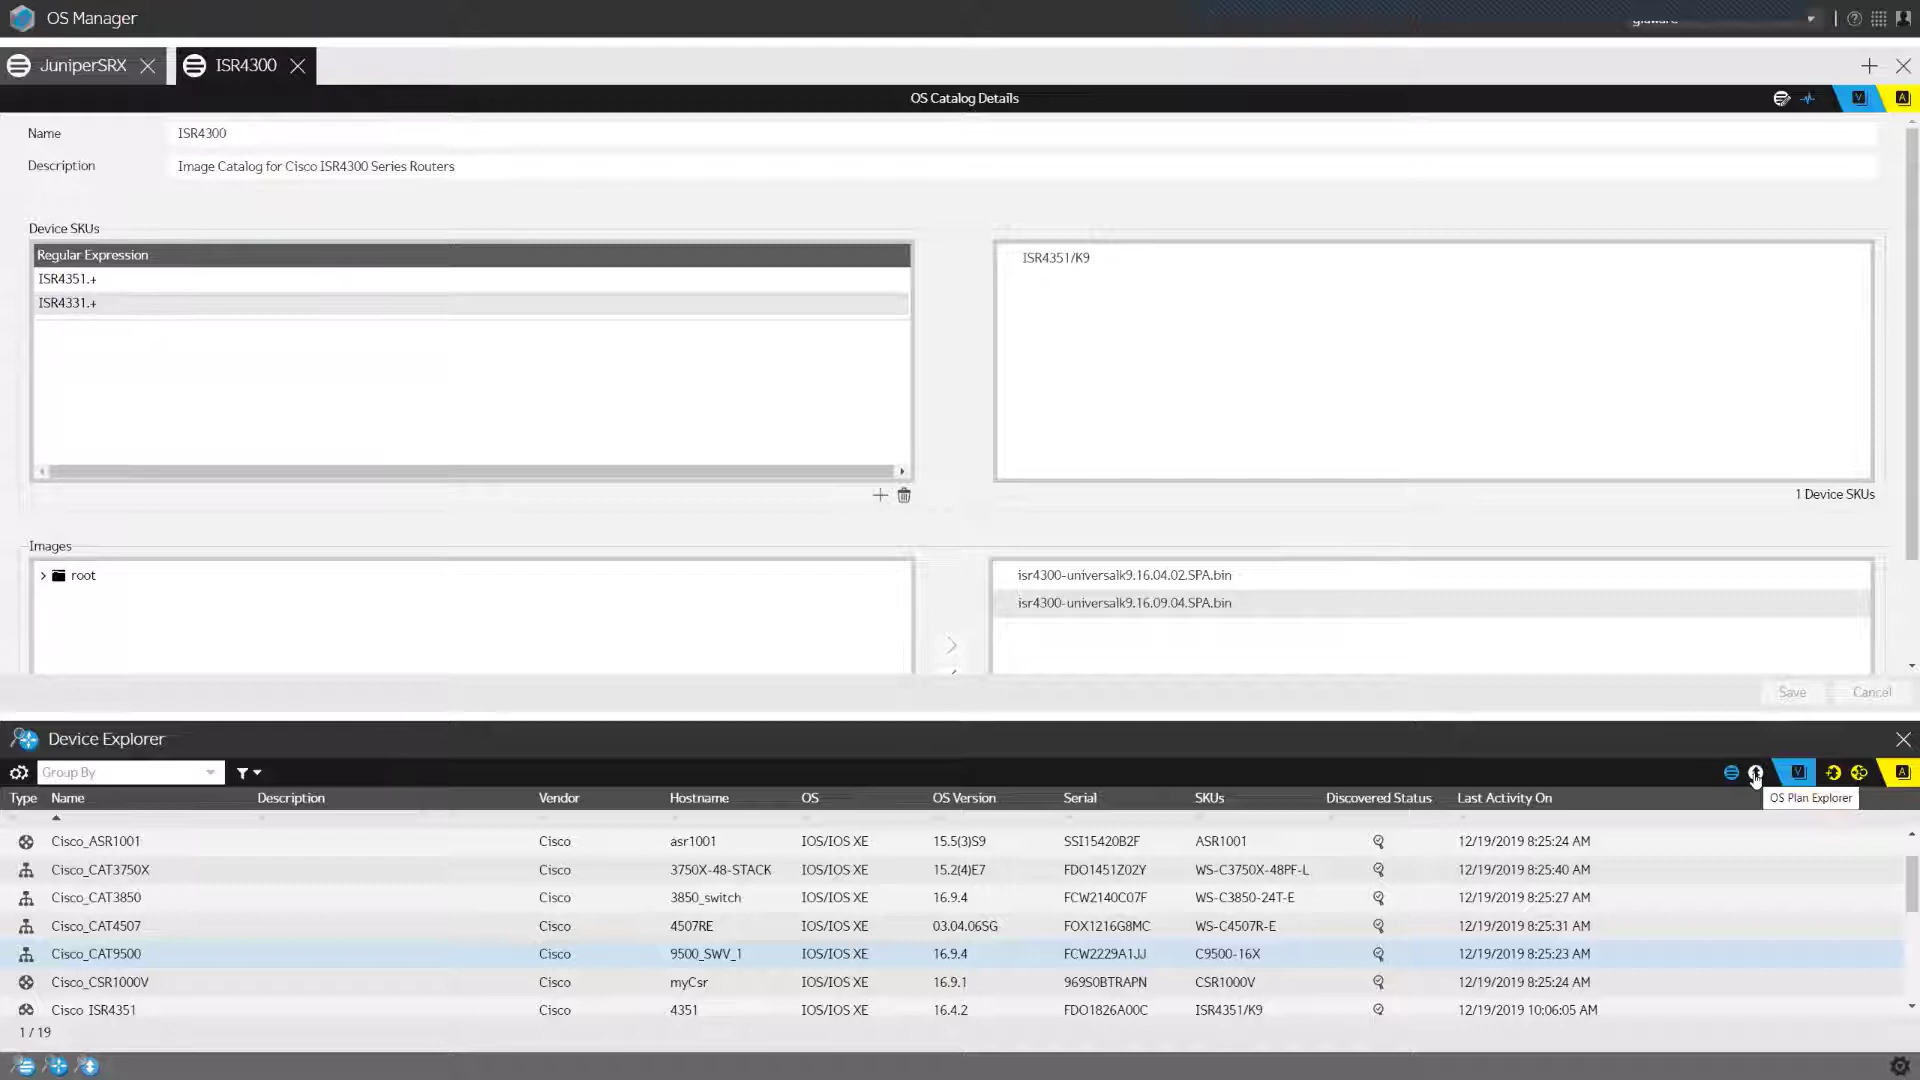 OS Manager
JuniperSRX
ISR4300
OS Catalog Details
V
A
Name
ISR4300
Description
Image Catalog for Cisco ISR4300 Series Routers
Device SKUs
Regular Expression
ISR4351.+
ISR4331.+
ISR4351/K9
1 Device SKUs
Images
root
isr4300-universalk9.16.04.02.SPA.bin
isr4300-universalk9.16.09.04.SPA.bin
Save
Cancel
Device Explorer
Group By
V
A
OS Plan Explorer
Type Name Description Vendor Hostname OS OS Version Serial SKUs Discovered Status Last Activity On
Cisco_ASR1001 Cisco asr1001 IOS/IOS XE 15.5(3)S9 SSI15420B2F ASR1001 12/19/2019 8:25:24 AM
Cisco_CAT3750X Cisco 3750X-48-STACK IOS/IOS XE 15.2(4)E7 FDO1451Z02Y WS-C3750X-48PF-L 12/19/2019 8:25:40 AM
Cisco_CAT3850 Cisco 3850_switch IOS/IOS XE 16.9.4 FCW2140C07F WS-C3850-24T-E 12/19/2019 8:25:27 AM
Cisco_CAT4507 Cisco 4507RE IOS/IOS XE 03.04.06SG FOX1216G8MC WS-C4507R-E 12/19/2019 8:25:31 AM
Cisco_CAT9500 Cisco 9500_SWV_1 IOS/IOS XE 16.9.4 FCW2229A1JJ C9500-16X 12/19/2019 8:25:23 AM
Cisco_CSR1000V Cisco myCsr IOS/IOS XE 16.9.1 969S0BTRAPN CSR1000V 12/19/2019 8:25:24 AM
Cisco ISR4351 Cisco 4351 IOS/IOS XE 16.4.2 FDO1826A00C ISR4351/K9 12/19/2019 10:06:05 AM
1 / 19